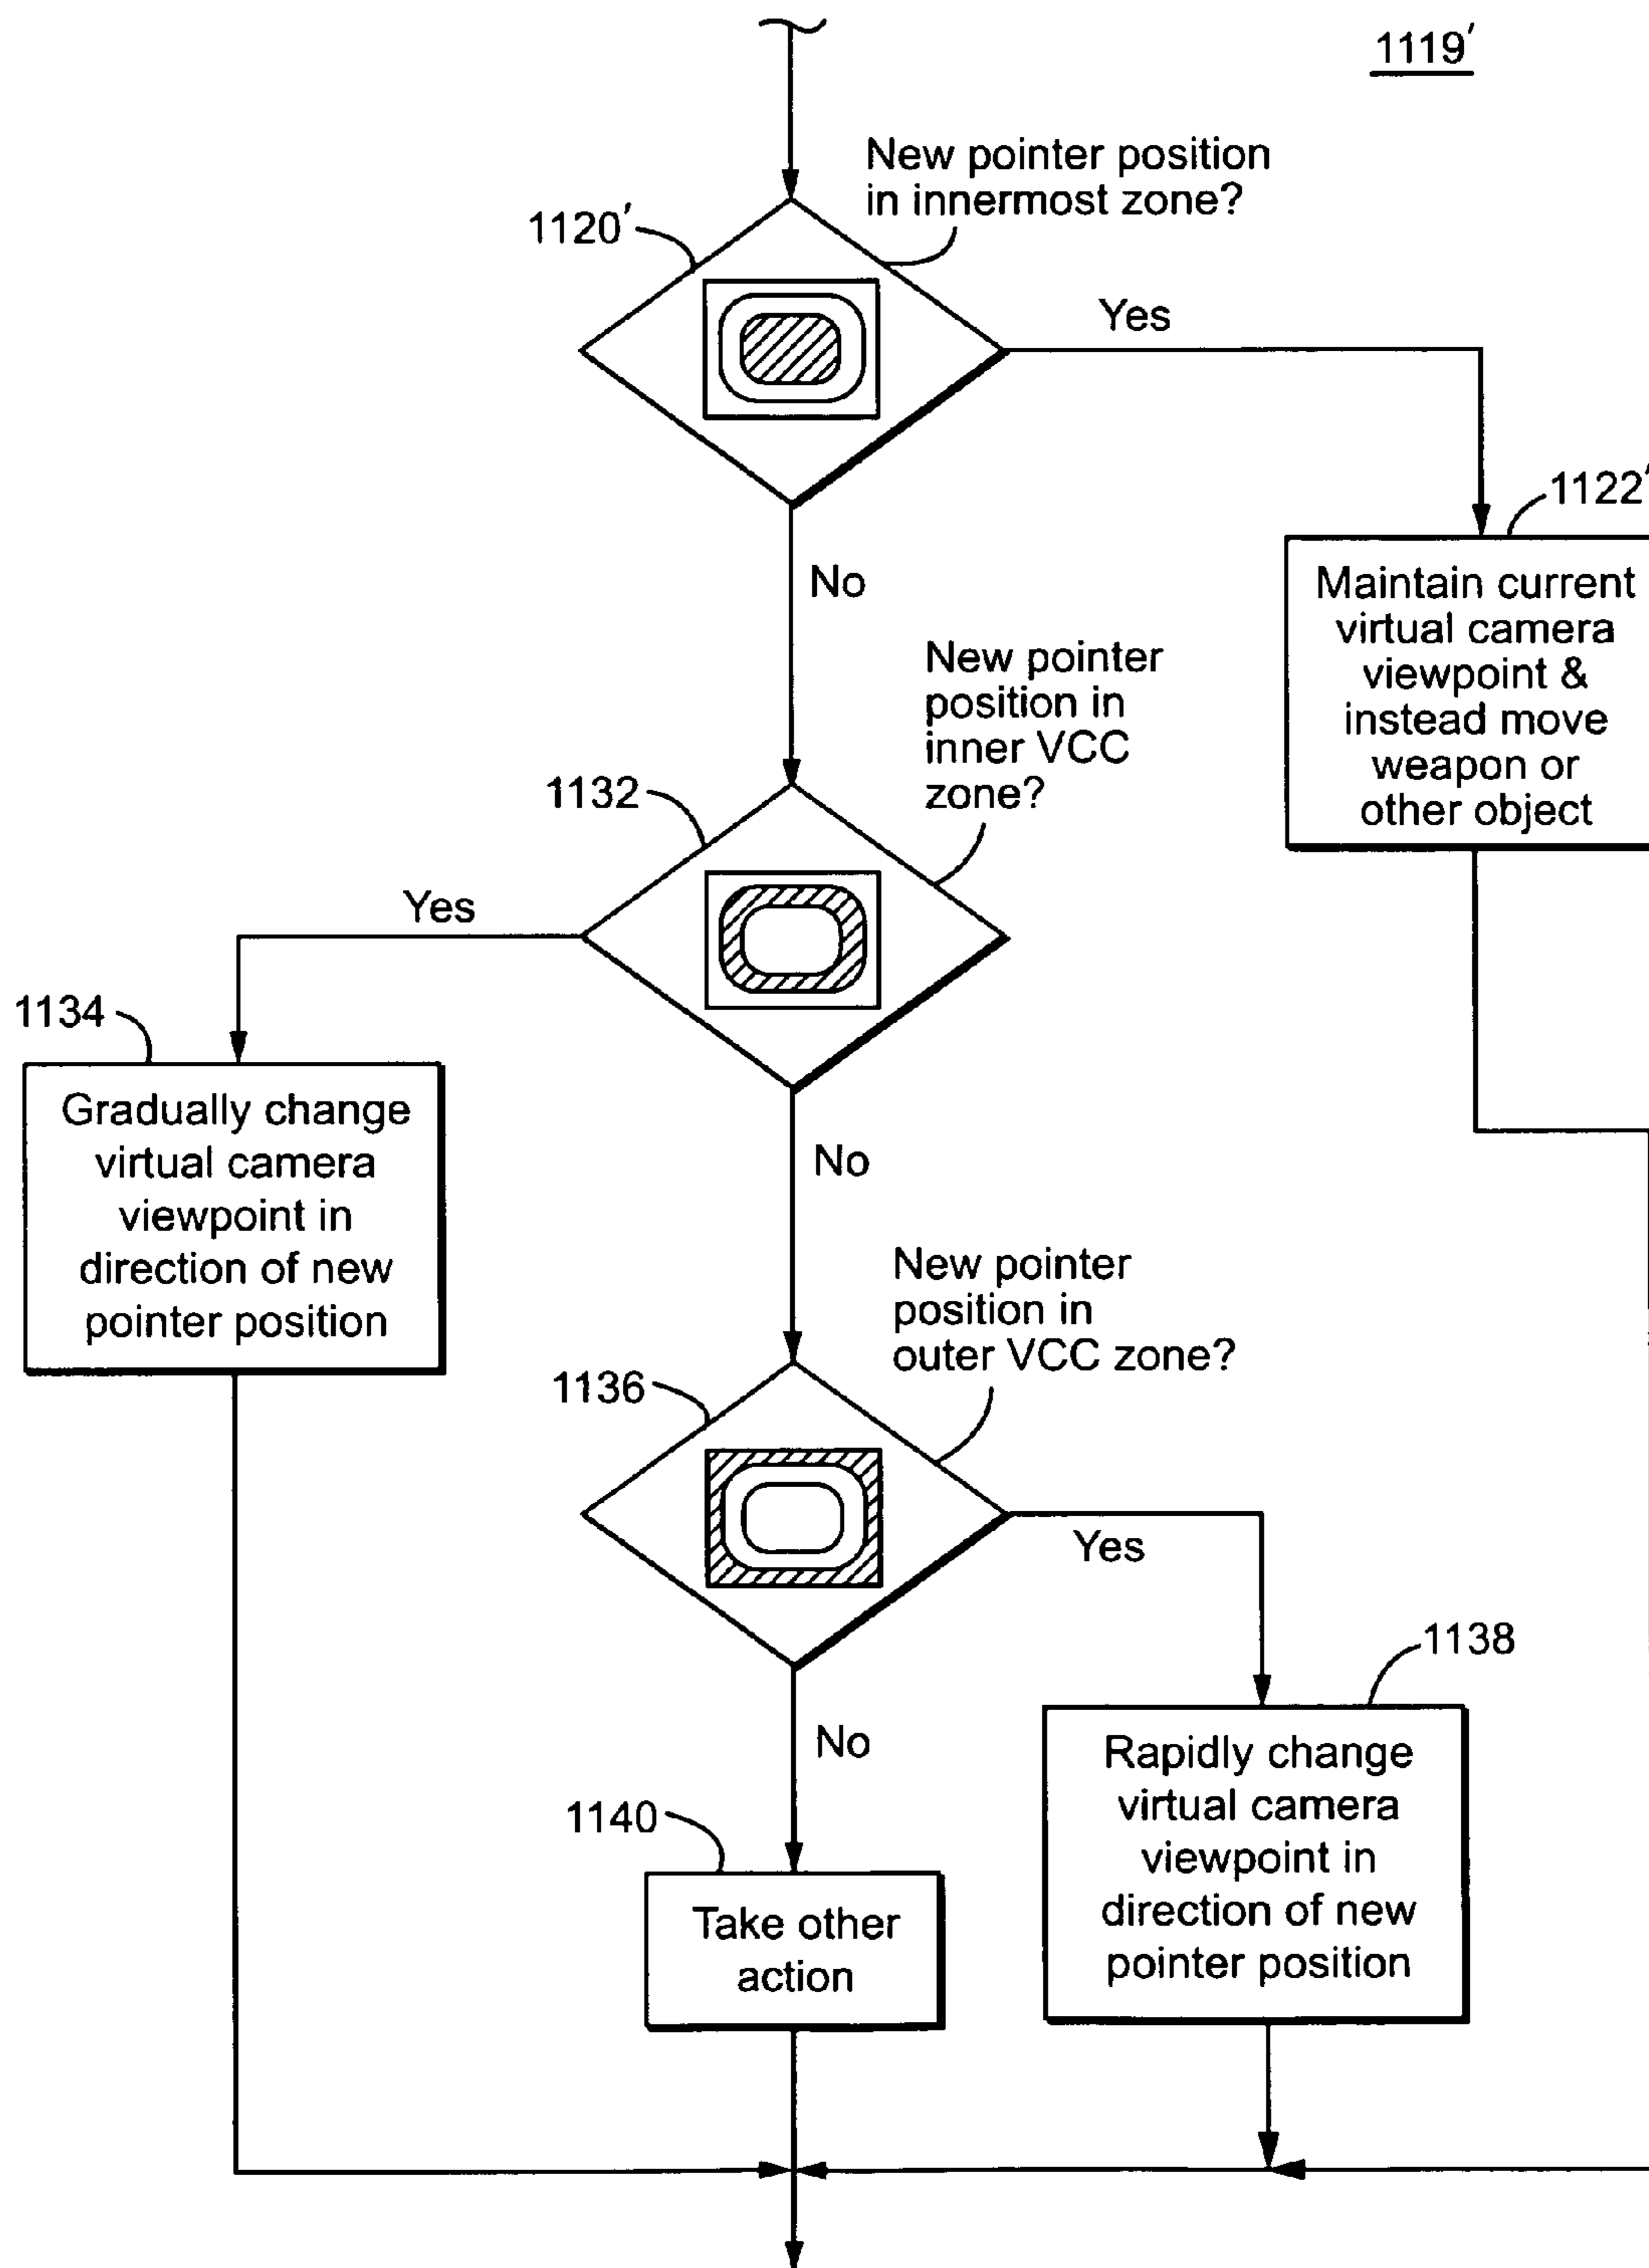 1119′
New pointer position
in innermost zone?
1120′
Yes
1122′
Maintain current
virtual camera
viewpoint &
instead move
weapon or
other object
No
New pointer
position in
inner VCC
zone?
1132
Yes
1134
Gradually change
virtual camera
viewpoint in
direction of new
pointer position
No
New pointer
position in
outer VCC zone?
1136
Yes
1138
Rapidly change
virtual camera
viewpoint in
direction of new
pointer position
No
1140
Take other
action